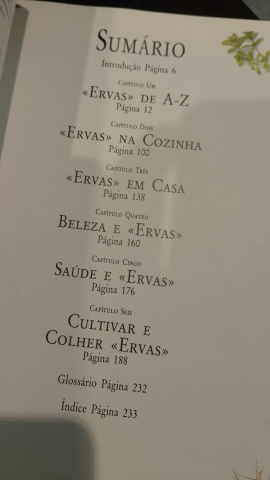 SUMÁRIO
Introdução Página 6
CAPÍTULO UM
«ERVAS» DE A-Z
Página 12
CAPÍTULO DOIS
«ERVAS» NA COZINHA
Página 100
CAPÍTULO TRÊS
«ERVAS» EM CASA
Página 138
CAPÍTULO QUATRO
BELEZA E «ERVAS»
Página 160
CAPÍTULO CINCO
SAÚDE E «ERVAS»
Página 176
CAPÍTULO SEIS
CULTIVAR E
COLHER «ERVAS»
Página 188
Glossário Página 232
Índice Página 233